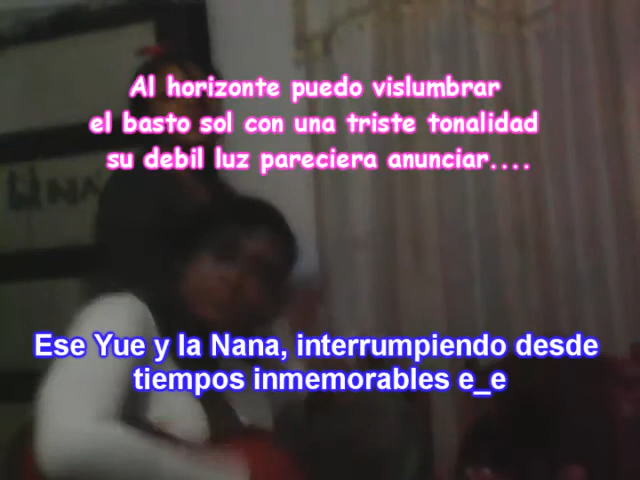 Al horizonte puedo vislumbrar
el basto sol con una triste tonalidad
su debil luz pareciera anunciar....
Ese Yue y la Nana, interrumpiendo desde
tiempos inmemorables e_e